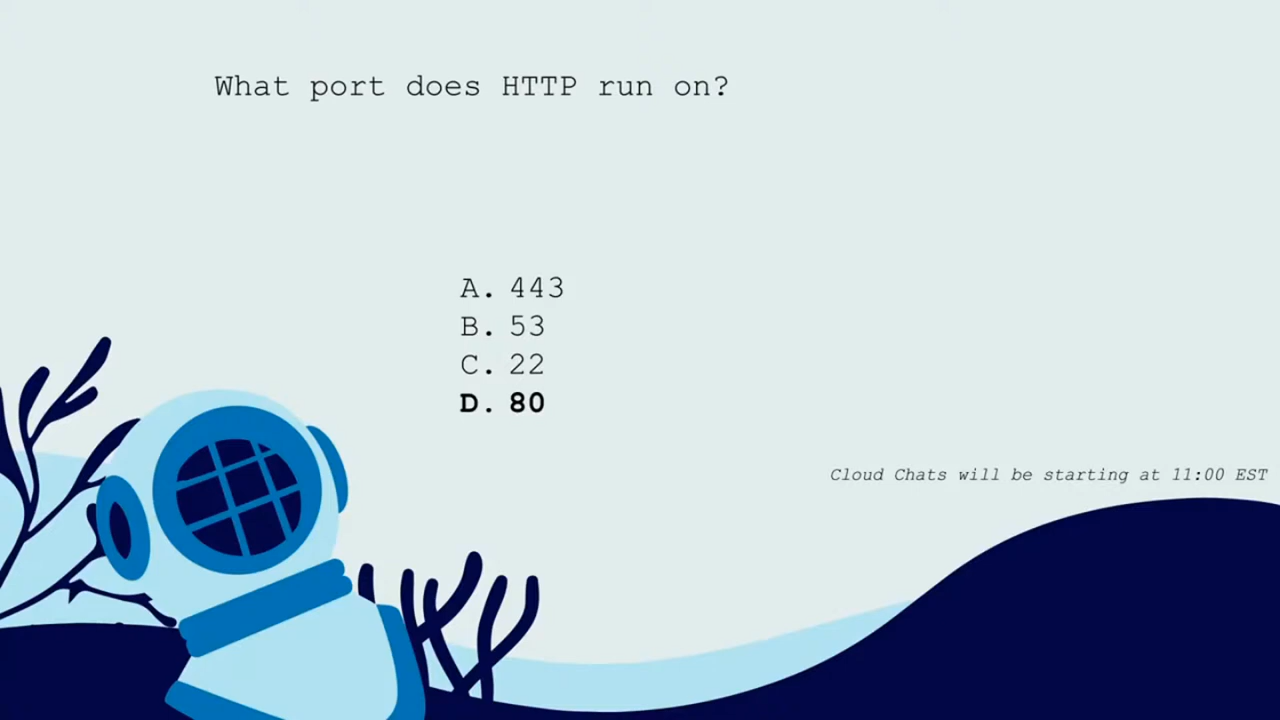 What port does HTTP run on?
A. 443
B. 53
C. 22
D. 80
Cloud Chats will be starting at 11:00 EST